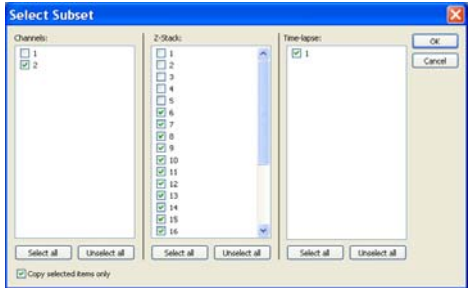 Select Subset
Channels:
1
2
Select all
Unselect all
Z-Stack:
1
2
3
4
5
6
7
8
9
10
11
12
13
14
15
16
Select all
Unselect all
Time-lapse:
1
Select all
Unselect all
OK
Cancel
Copy selected items only